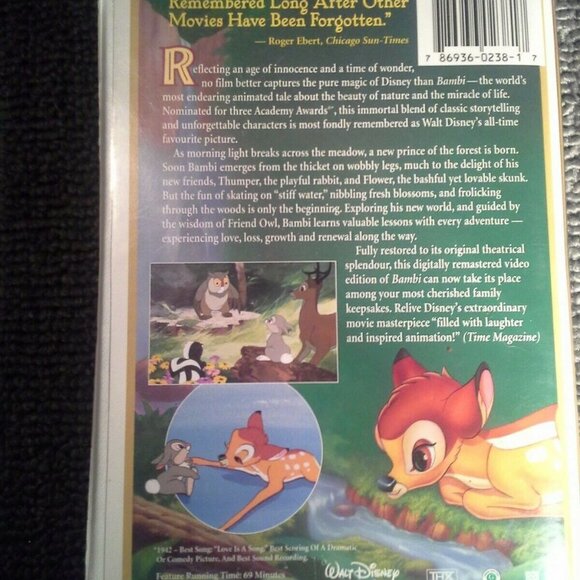 Remembered Long After Other
Movies Have Been Forgotten."
— Roger Ebert, Chicago Sun-Times
7 86936-0238-1 7
Reflecting an age of innocence and a time of wonder,
no film better captures the pure magic of Disney than Bambi — the world's
most endearing animated tale about the beauty of nature and the miracle of life.
Nominated for three Academy Awards*, this immortal blend of classic storytelling
and unforgettable characters is most fondly remembered as Walt Disney's all-time
favourite picture.
As morning light breaks across the meadow, a new prince of the forest is born.
Soon Bambi emerges from the thicket on wobbly legs, much to the delight of his
new friends, Thumper, the playful rabbit, and Flower, the bashful yet lovable skunk.
But the fun of skating on "stiff water," nibbling fresh blossoms, and frolicking
through the woods is only the beginning. Exploring his new world, and guided by
the wisdom of Friend Owl, Bambi learns valuable lessons with every adventure —
experiencing love, loss, growth and renewal along the way.
Fully restored to its original theatrical
splendour, this digitally remastered video
edition of Bambi can now take its place
among your most cherished family
keepsakes. Relive Disney's extraordinary
movie masterpiece "filled with laughter
and inspired animation!" (Time Magazine)
*1942 – Best Song: "Love Is A Song," Best Scoring Of A Dramatic
Or Comedy Picture, And Best Sound Recording.
Feature Running Time: 69 Minutes
WALT DISNEY
THX